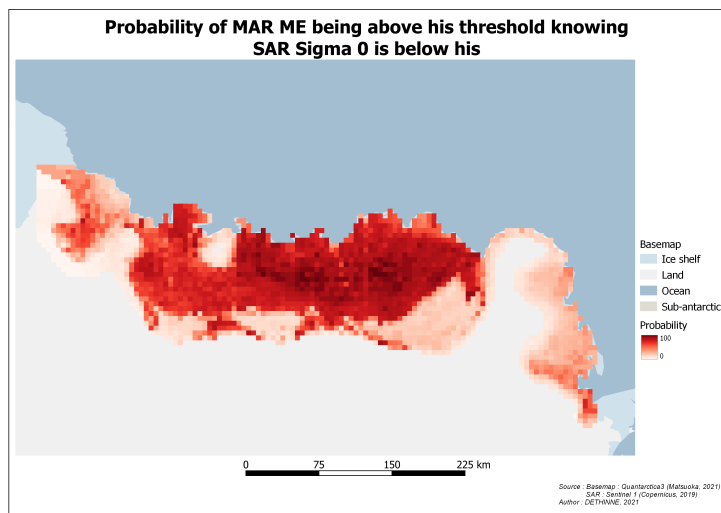 Probability of MAR ME being above his threshold knowing
SAR Sigma 0 is below his
Basemap
Ice shelf
Land
Ocean
Sub-antarctic
Probability
100
0
0 75 150 225 km
Source : Basemap : Quantarctica3 (Matsuoka, 2021)
SAR : Sentinel 1 (Copernicus, 2019)
Author : DETHINNE, 2021